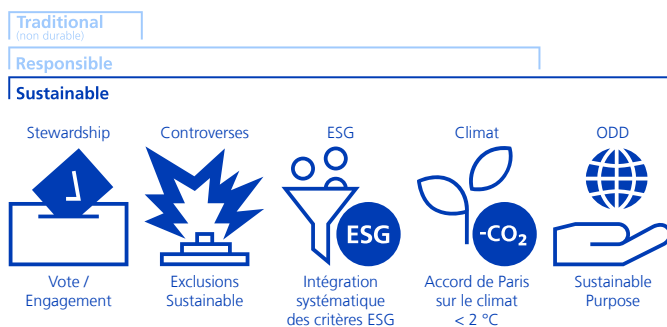 Traditional
(non durable)
Responsible
Sustainable
Stewardship
Controverses
ESG
Climat
ODD
ESG
-CO₂
Vote /
Engagement
Exclusions
Sustainable
Intégration
systématique
des critères ESG
Accord de Paris
sur le climat
< 2 °C
Sustainable
Purpose